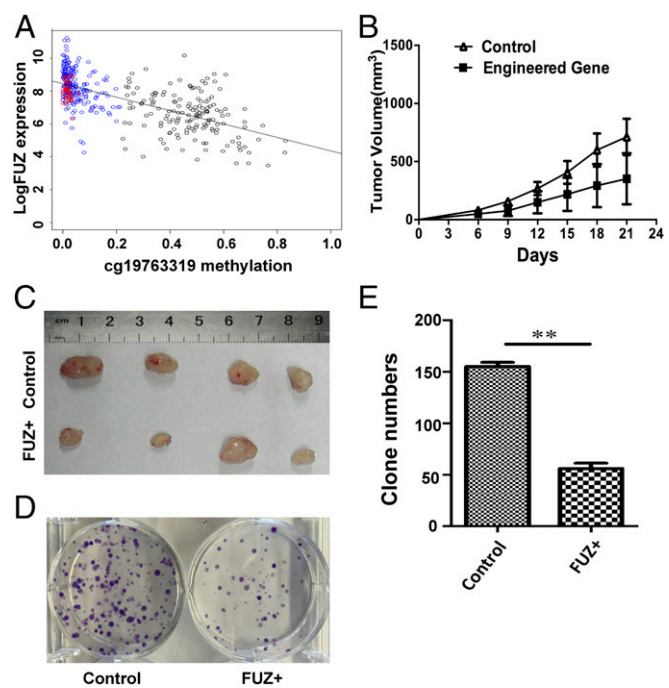 A
LogFUZ expression
10
8
6
4
2
0
0.0 0.2 0.4 0.6 0.8 1.0
cg19763319 methylation
B
Control
Engineered Gene
Tumor Volume(mm3)
1500
1000
500
0
0 3 6 9 12 15 18 21 24
Days
C
cm 1 2 3 4 5 6 7 8 9
Control
FUZ+
D
Control FUZ+
E
Clone numbers
200
150
100
50
0
**
Control
FUZ+